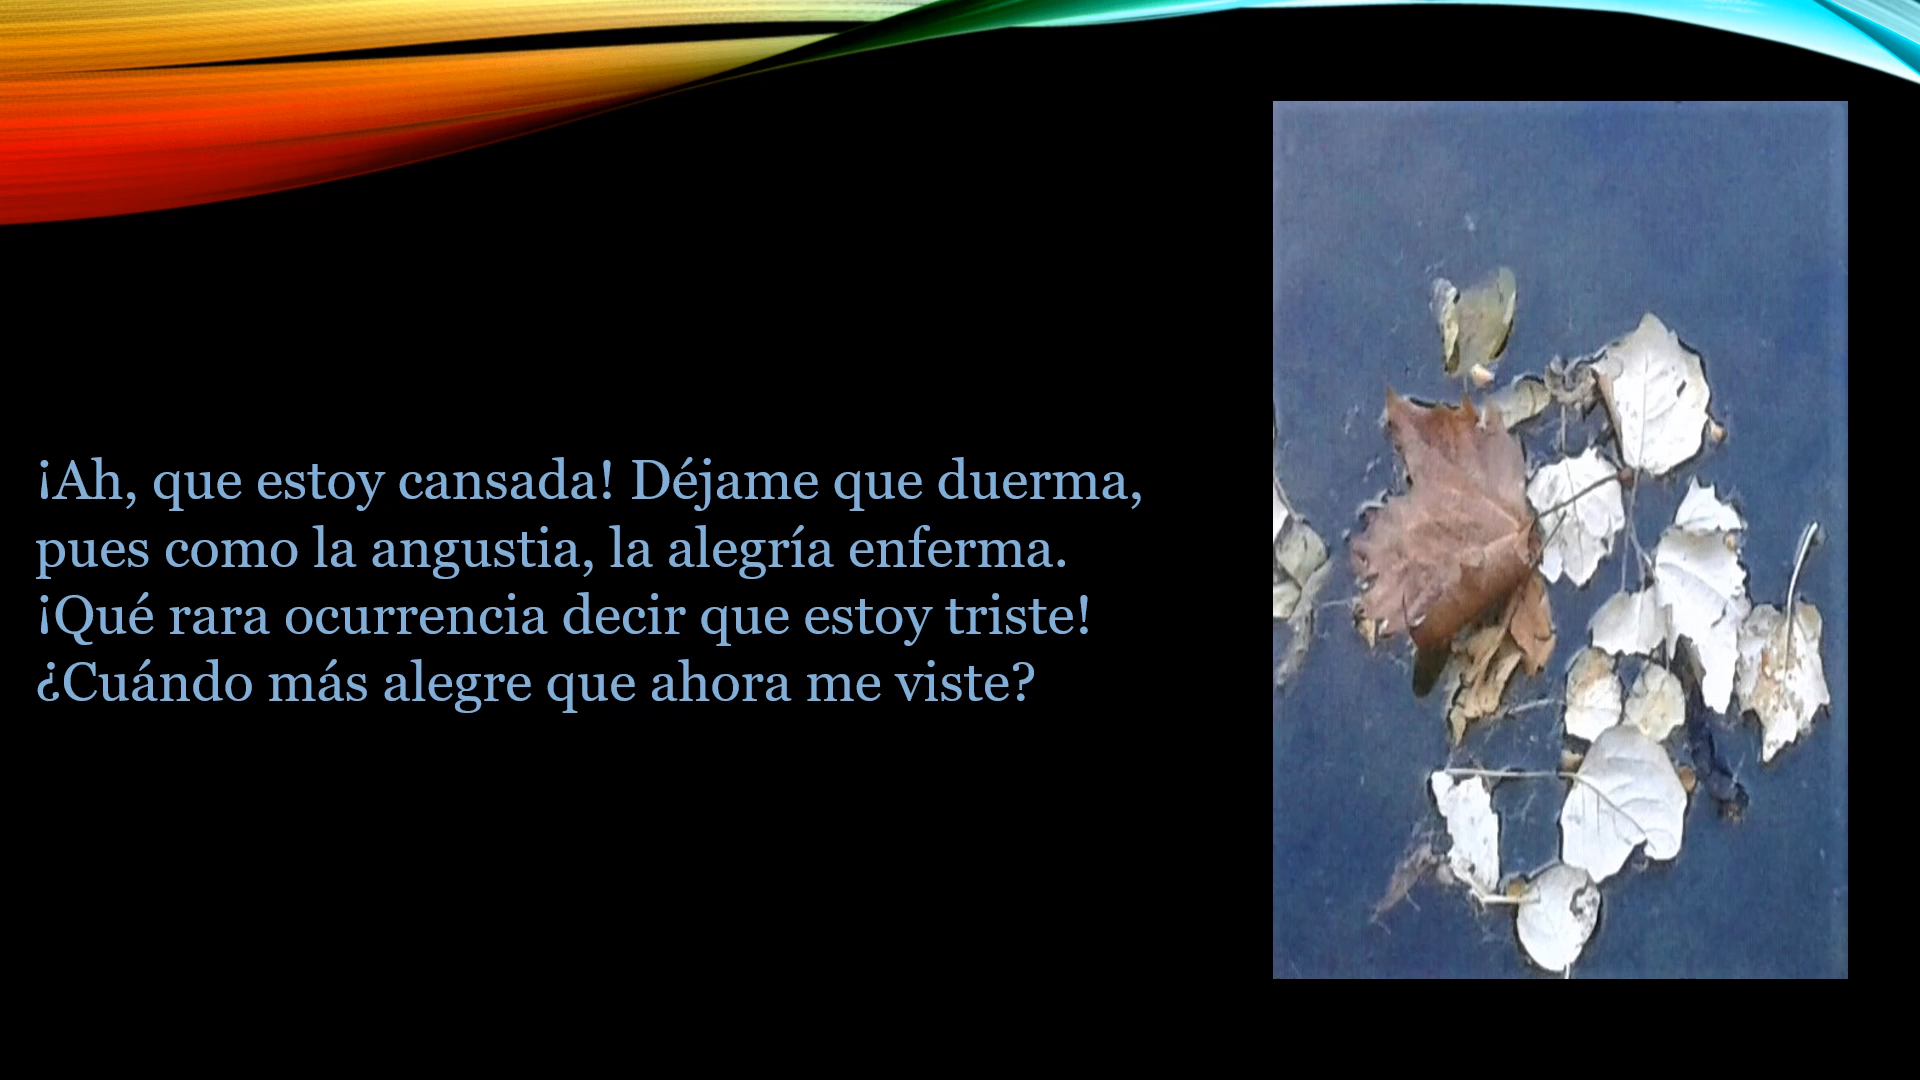 ¡Ah, que estoy cansada! Déjame que duerma,
pues como la angustia, la alegría enferma.
¡Qué rara ocurrencia decir que estoy triste!
¿Cuándo más alegre que ahora me viste?